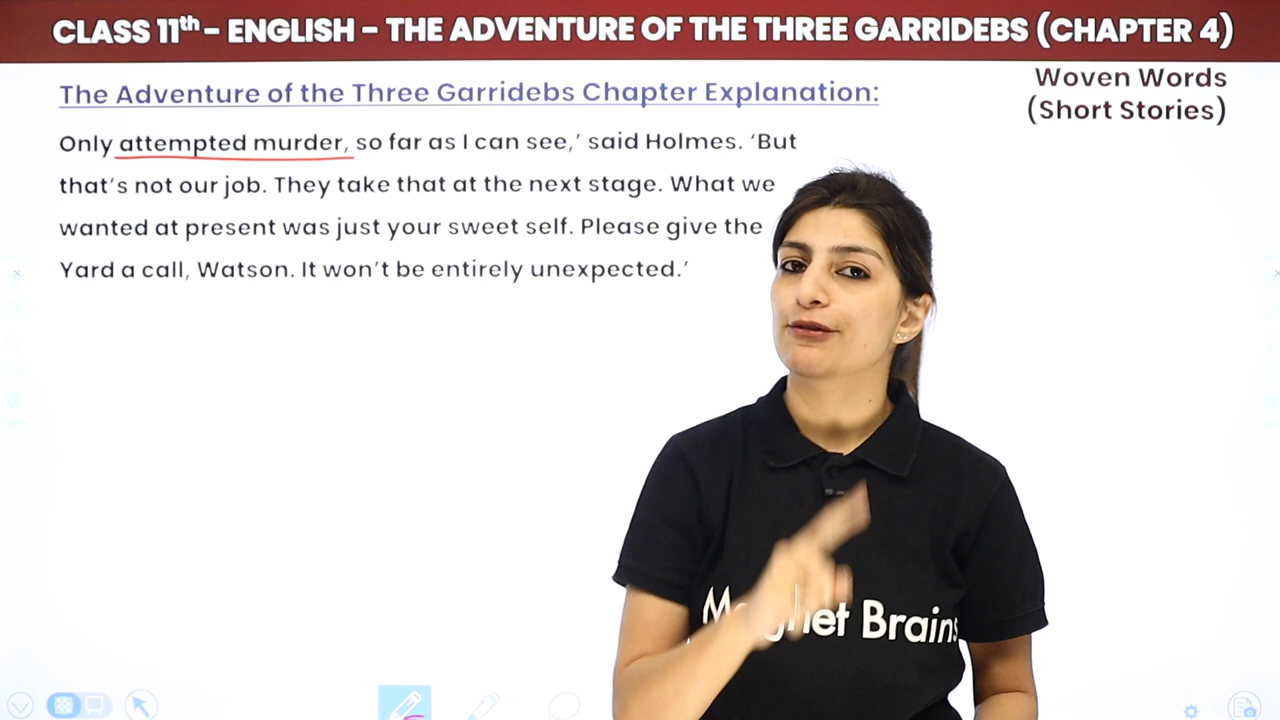 CLASS 11th – ENGLISH – THE ADVENTURE OF THE THREE GARRIDEBS (CHAPTER 4)
Woven Words
(Short Stories)
The Adventure of the Three Garridebs Chapter Explanation:
Only attempted murder, so far as I can see,’ said Holmes. ‘But
that’s not our job. They take that at the next stage. What we
wanted at present was just your sweet self. Please give the
Yard a call, Watson. It won’t be entirely unexpected.’
Brains